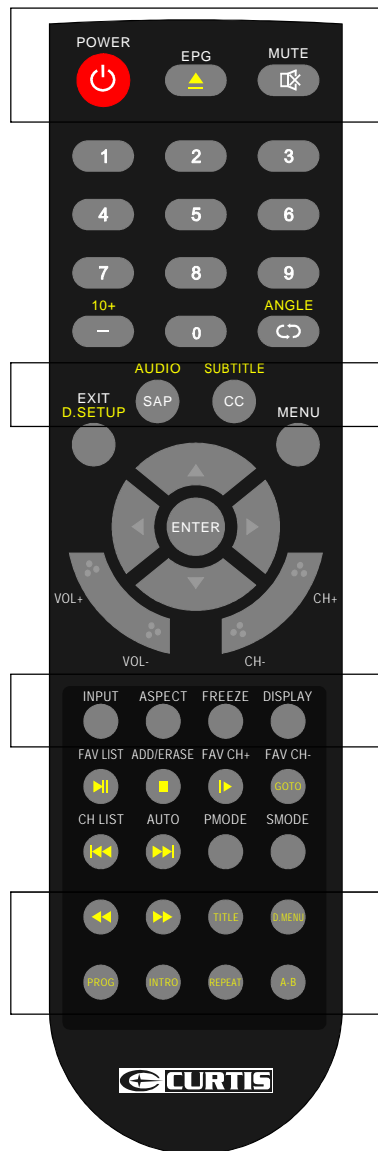 POWER
EPG
MUTE
1 2 3
4 5 6
7 8 9
10+ ANGLE
0
AUDIO SUBTITLE
EXIT
D.SETUP
SAP CC
MENU
ENTER
VOL+ CH+
VOL- CH-
INPUT ASPECT FREEZE DISPLAY
FAV LIST ADD/ERASE FAV CH+ FAV CH-
GOTO
CH LIST AUTO PMODE SMODE
TITLE D.MENU
PROG INTRO REPEAT A-B
CURTIS